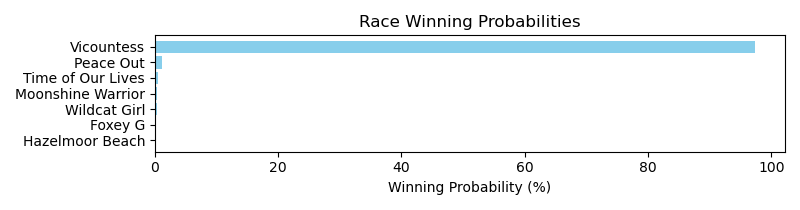 Race Winning Probabilities
Vicountess
Peace Out
Time of Our Lives
Moonshine Warrior
Wildcat Girl
Foxey G
Hazelmoor Beach
0 20 40 60 80 100
Winning Probability (%)